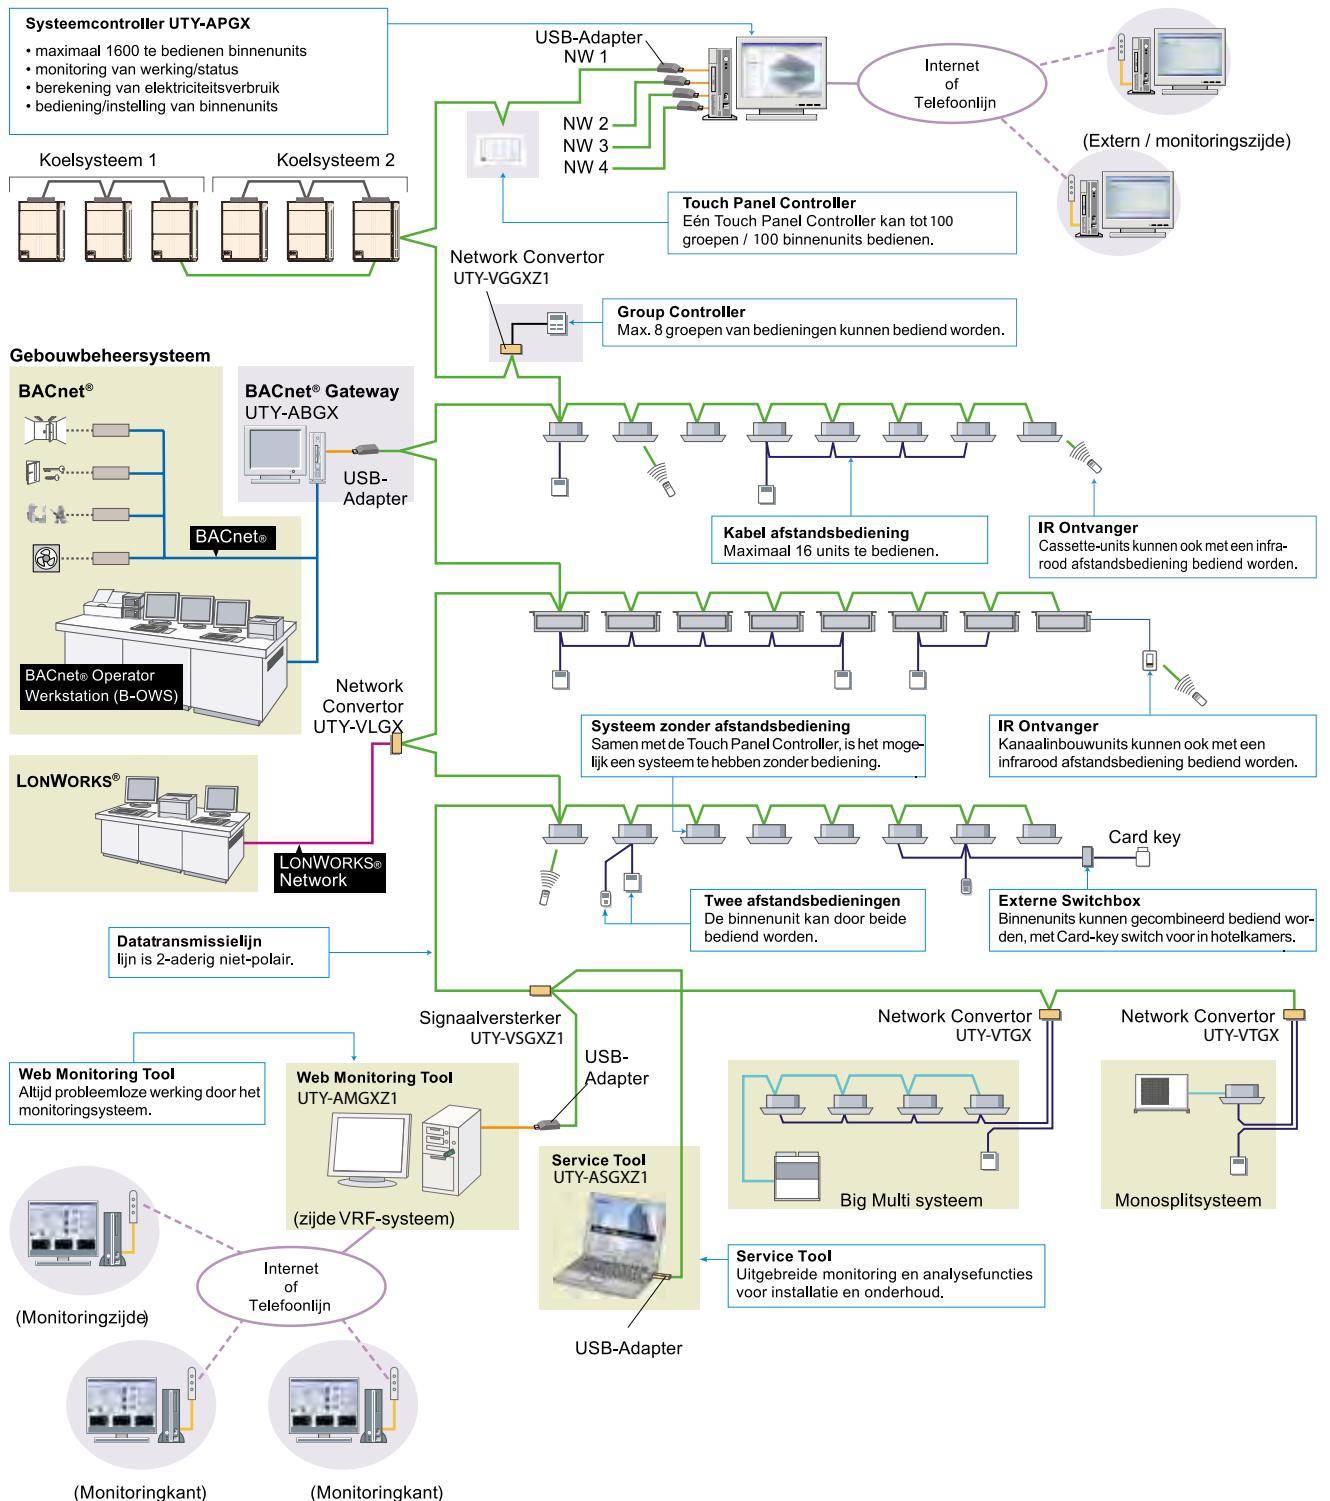 Systeemcontroller UTY-APGX
• maximaal 1600 te bedienen binnenunits
• monitoring van werking/status
• berekening van elektriciteitsverbruik
• bediening/instelling van binnenunits
USB-Adapter
NW 1
NW 2
NW 3
NW 4
Internet
of
Telefoonlijn
(Extern / monitoringszijde)
Koelsysteem 1
Koelsysteem 2
Touch Panel Controller
Eén Touch Panel Controller kan tot 100
groepen / 100 binnenunits bedienen.
Network Convertor
UTY-VGGXZ1
Group Controller
Max. 8 groepen van bedieningen kunnen bediend worden.
Gebouwbeheersysteem
BACnet®
BACnet® Gateway
UTY-ABGX
USB-
Adapter
BACnet®
Kabel afstandsbediening
Maximaal 16 units te bedienen.
IR Ontvanger
Cassette-units kunnen ook met een infra-
rood afstandsbediening bediend worden.
BACnet® Operator
Werkstation (B-OWS)
Network
Convertor
UTY-VLGX
Systeem zonder afstandsbediening
Samen met de Touch Panel Controller, is het moge-
lijk een systeem te hebben zonder bediening.
IR Ontvanger
Kanaalinbouwunits kunnen ook met een
infrarood afstandsbediening bediend worden.
LONWORKS®
LONWORKS®
Network
Card key
Twee afstandsbedieningen
De binnenunit kan door beide
bediend worden.
Externe Switchbox
Binnenunits kunnen gecombineerd bediend wor-
den, met Card-key switch voor in hotelkamers.
Datatransmissielijn
lijn is 2-aderig niet-polair.
Signaalversterker
UTY-VSGXZ1
Network Convertor
UTY-VTGX
Network Convertor
UTY-VTGX
USB-
Adapter
Web Monitoring Tool
Altijd probleemloze werking door het
monitoringsysteem.
Web Monitoring Tool
UTY-AMGXZ1
(zijde VRF-systeem)
Service Tool
UTY-ASGXZ1
Big Multi systeem
Monosplitsysteem
Service Tool
Uitgebreide monitoring en analysefuncties
voor installatie en onderhoud.
Internet
of
Telefoonlijn
(Monitoringzijde)
USB-Adapter
(Monitoringkant)
(Monitoringkant)